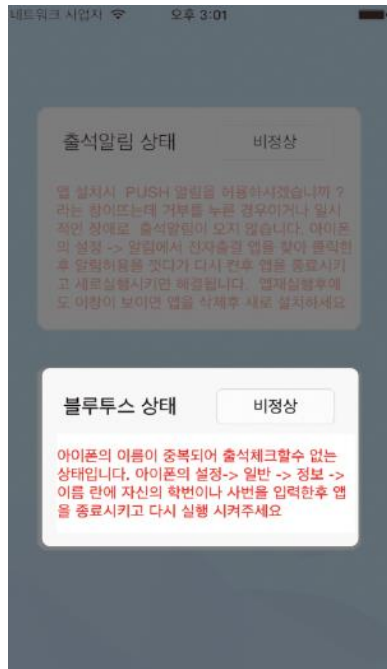 네트워크 사업자 오후 3:01
출석알림 상태 비정상
앱 설치시 PUSH 알림을 허용하시겠습니까 ?
라는 창이뜨는데 거부를 누른 경우이거나 일시
적인 장애로 출석알림이 오지 않습니다. 아이폰
의 설정 -> 알림에서 전자출결 앱을 찾아 클릭한
후 알림허용을 껏다가 다시 컨후 앱을 종료시키
고 새로실행시키면 해결됩니다. 앱재실행후에
도 이창이 보이면 앱을 삭제후 새로 설치하세요
블루투스 상태 비정상
아이폰의 이름이 중복되어 출석체크할수 없는
상태입니다. 아이폰의 설정-> 일반 -> 정보 ->
이름 란에 자신의 학번이나 사번을 입력한후 앱
을 종료시키고 다시 실행 시켜주세요